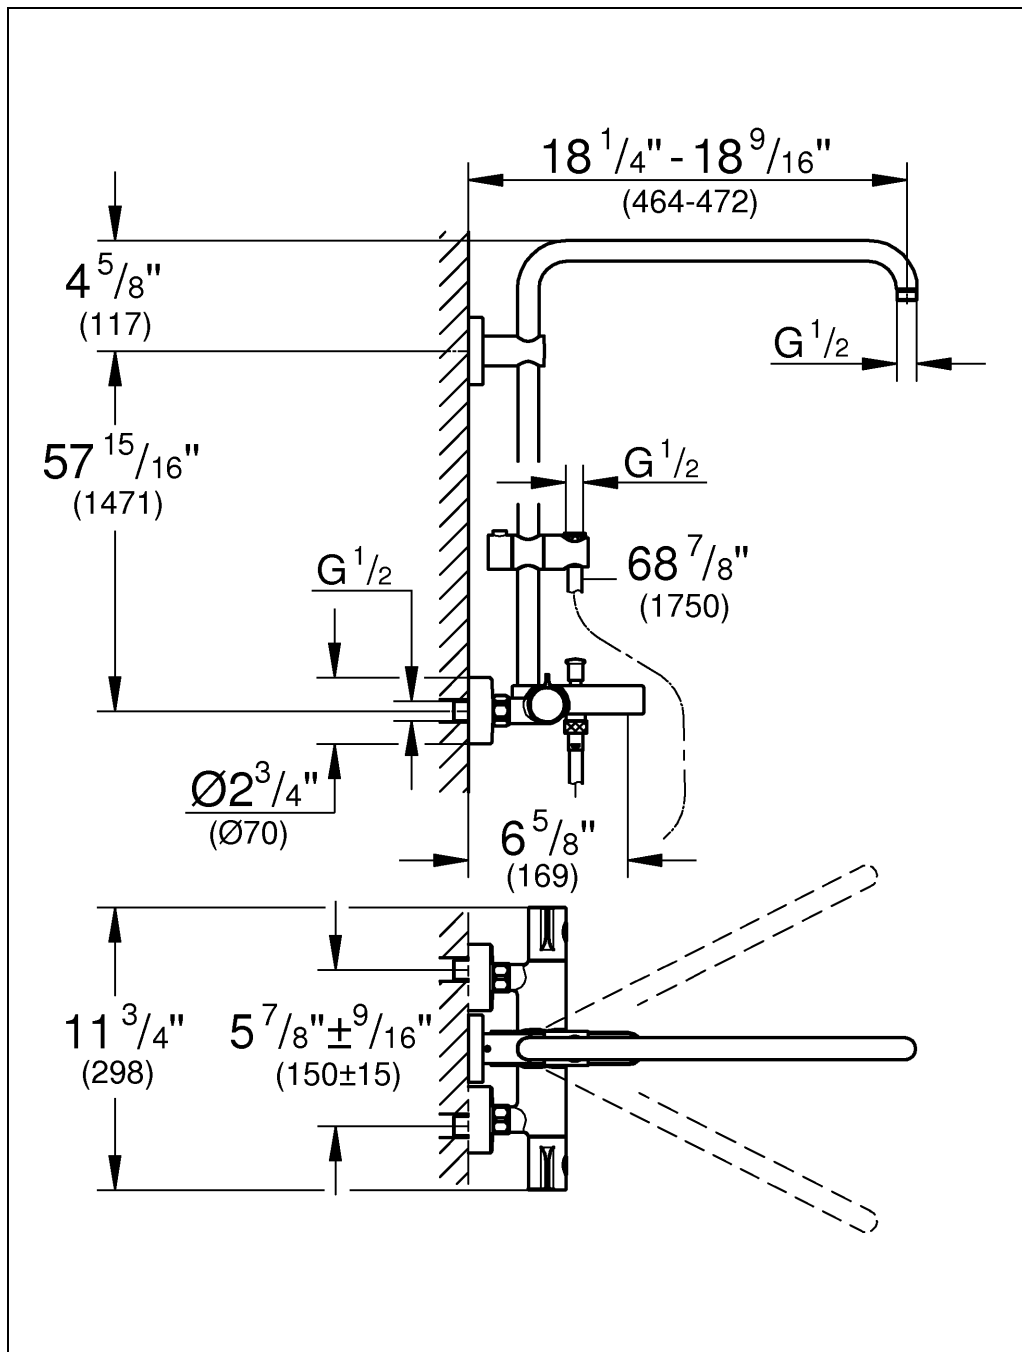 18 1/4" - 18 9/16"
(464-472)
4 5/8"
(117)
G 1/2
57 15/16"
(1471)
G 1/2
68 7/8"
(1750)
G 1/2
Ø2 3/4"
(Ø70)
6 5/8"
(169)
11 3/4"
(298)
5 7/8"±9/16"
(150±15)